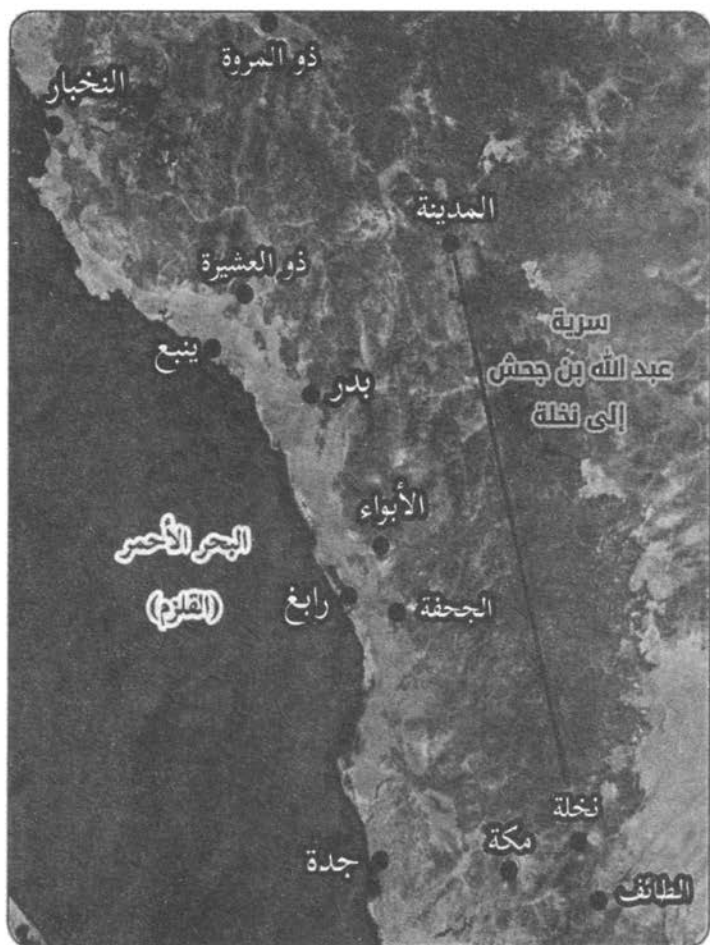 ذو المروة
النخبار
المدينة
ذو العشيرة
سرية
عبد الله بن جحش
إلى نخلة
ينبع
بدر
الأبواء
البحر الأحمر
(القلزم)
رابغ
الجحفة
نخلة
مكة
جدة
الطائف